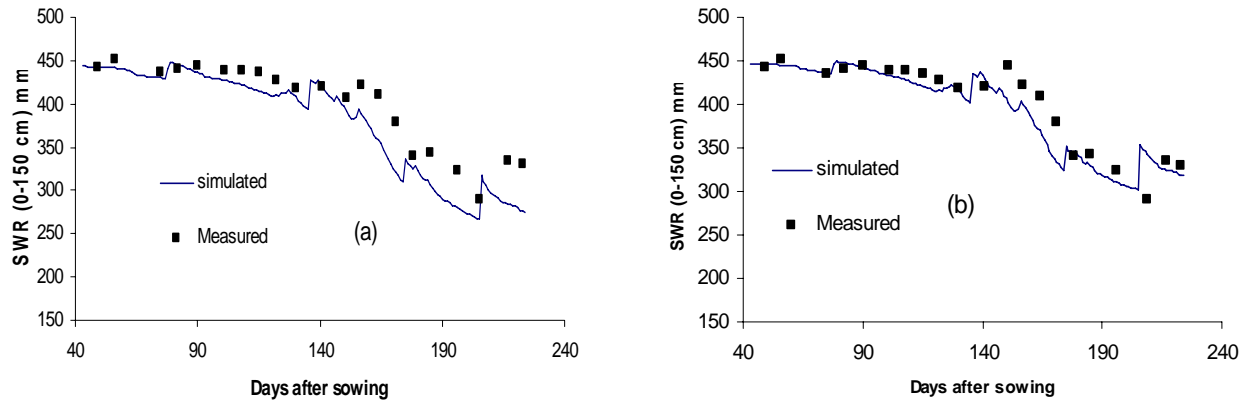 500
450
400
350
300
250
200
150
SWR (0-150 cm) mm
simulated
Measured
(a)
40 90 140 190 240
Days after sowing
500
450
400
350
300
250
200
150
SWR (0-150 cm) mm
simulated
Measured
(b)
40 90 140 190 240
Days after sowing